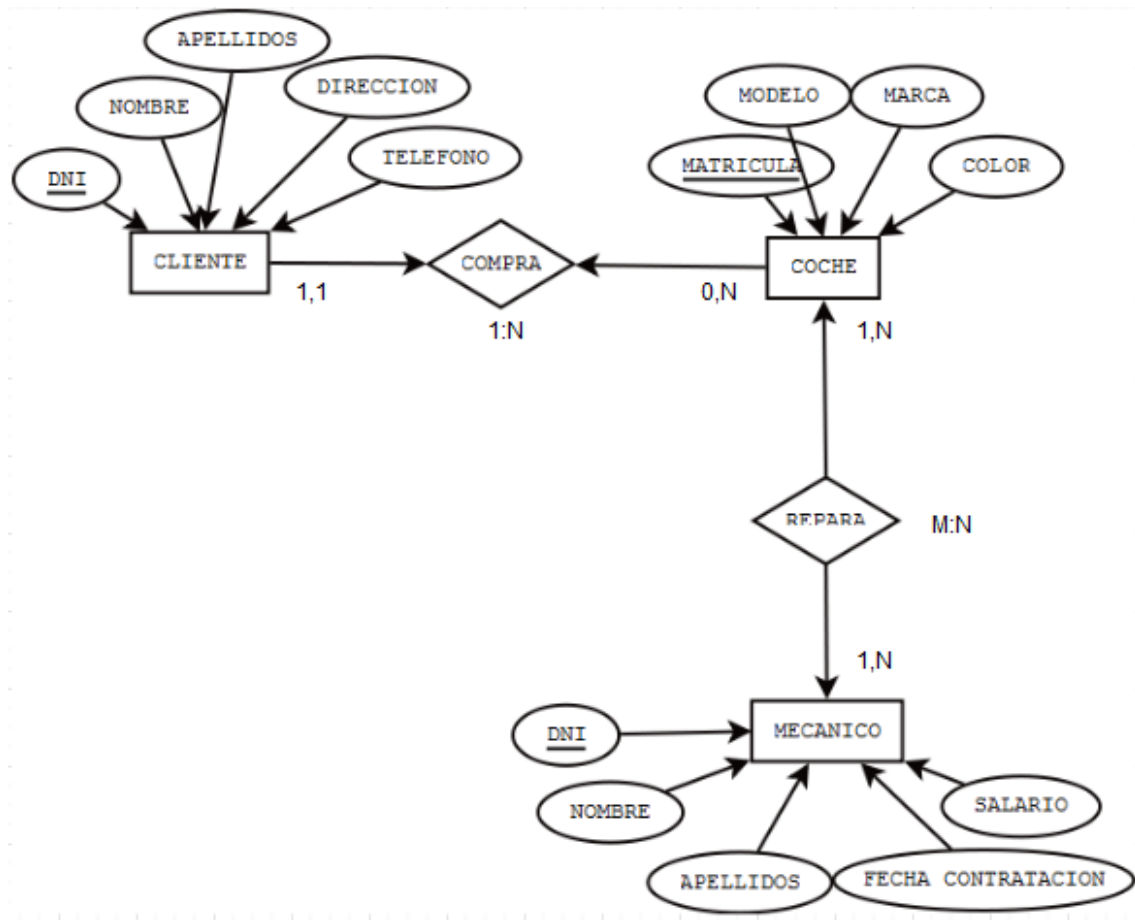 APELLIDOS
NOMBRE
DIRECCION
DNI
TELEFONO
CLIENTE
1,1
COMPRA
1:N
MODELO
MARCA
MATRICULA
COLOR
COCHE
0,N
1,N
REPARA
M:N
1,N
MECANICO
DNI
NOMBRE
APELLIDOS
FECHA CONTRATACION
SALARIO